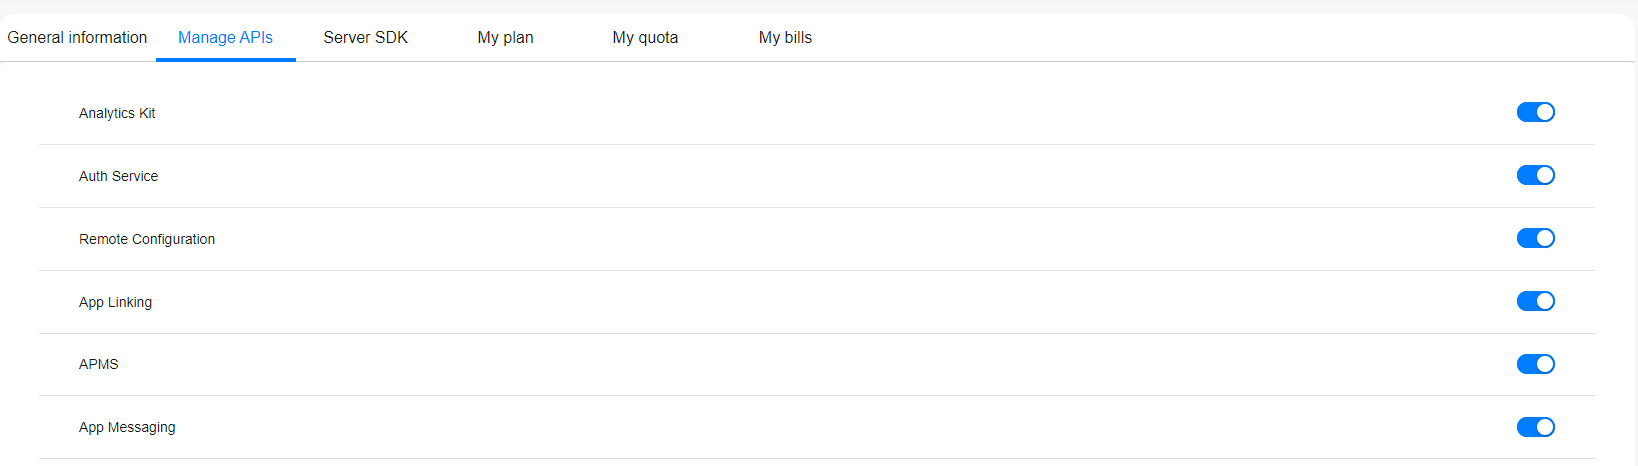 General information Manage APIs Server SDK My plan My quota My bills
Analytics Kit
Auth Service
Remote Configuration
App Linking
APMS
App Messaging